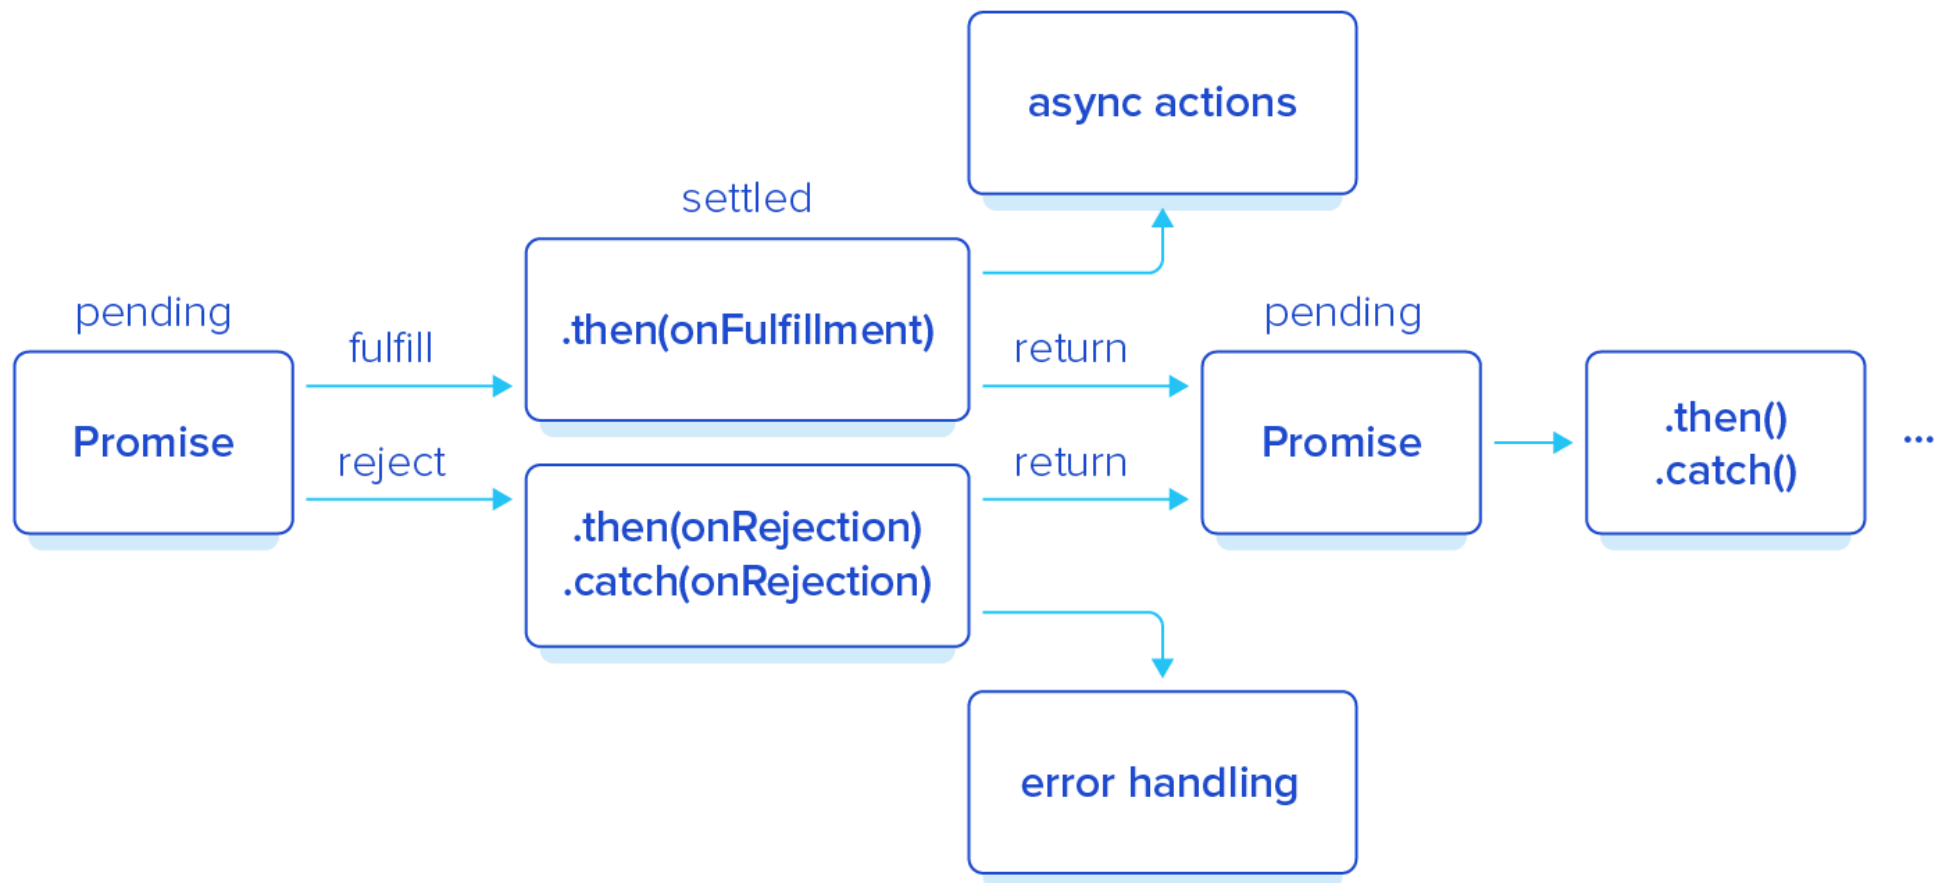 async actions
settled
.then(onFulfillment)
pending
fulfill
return
pending
Promise
reject
return
Promise
.then()
.catch()
...
.then(onRejection)
.catch(onRejection)
error handling